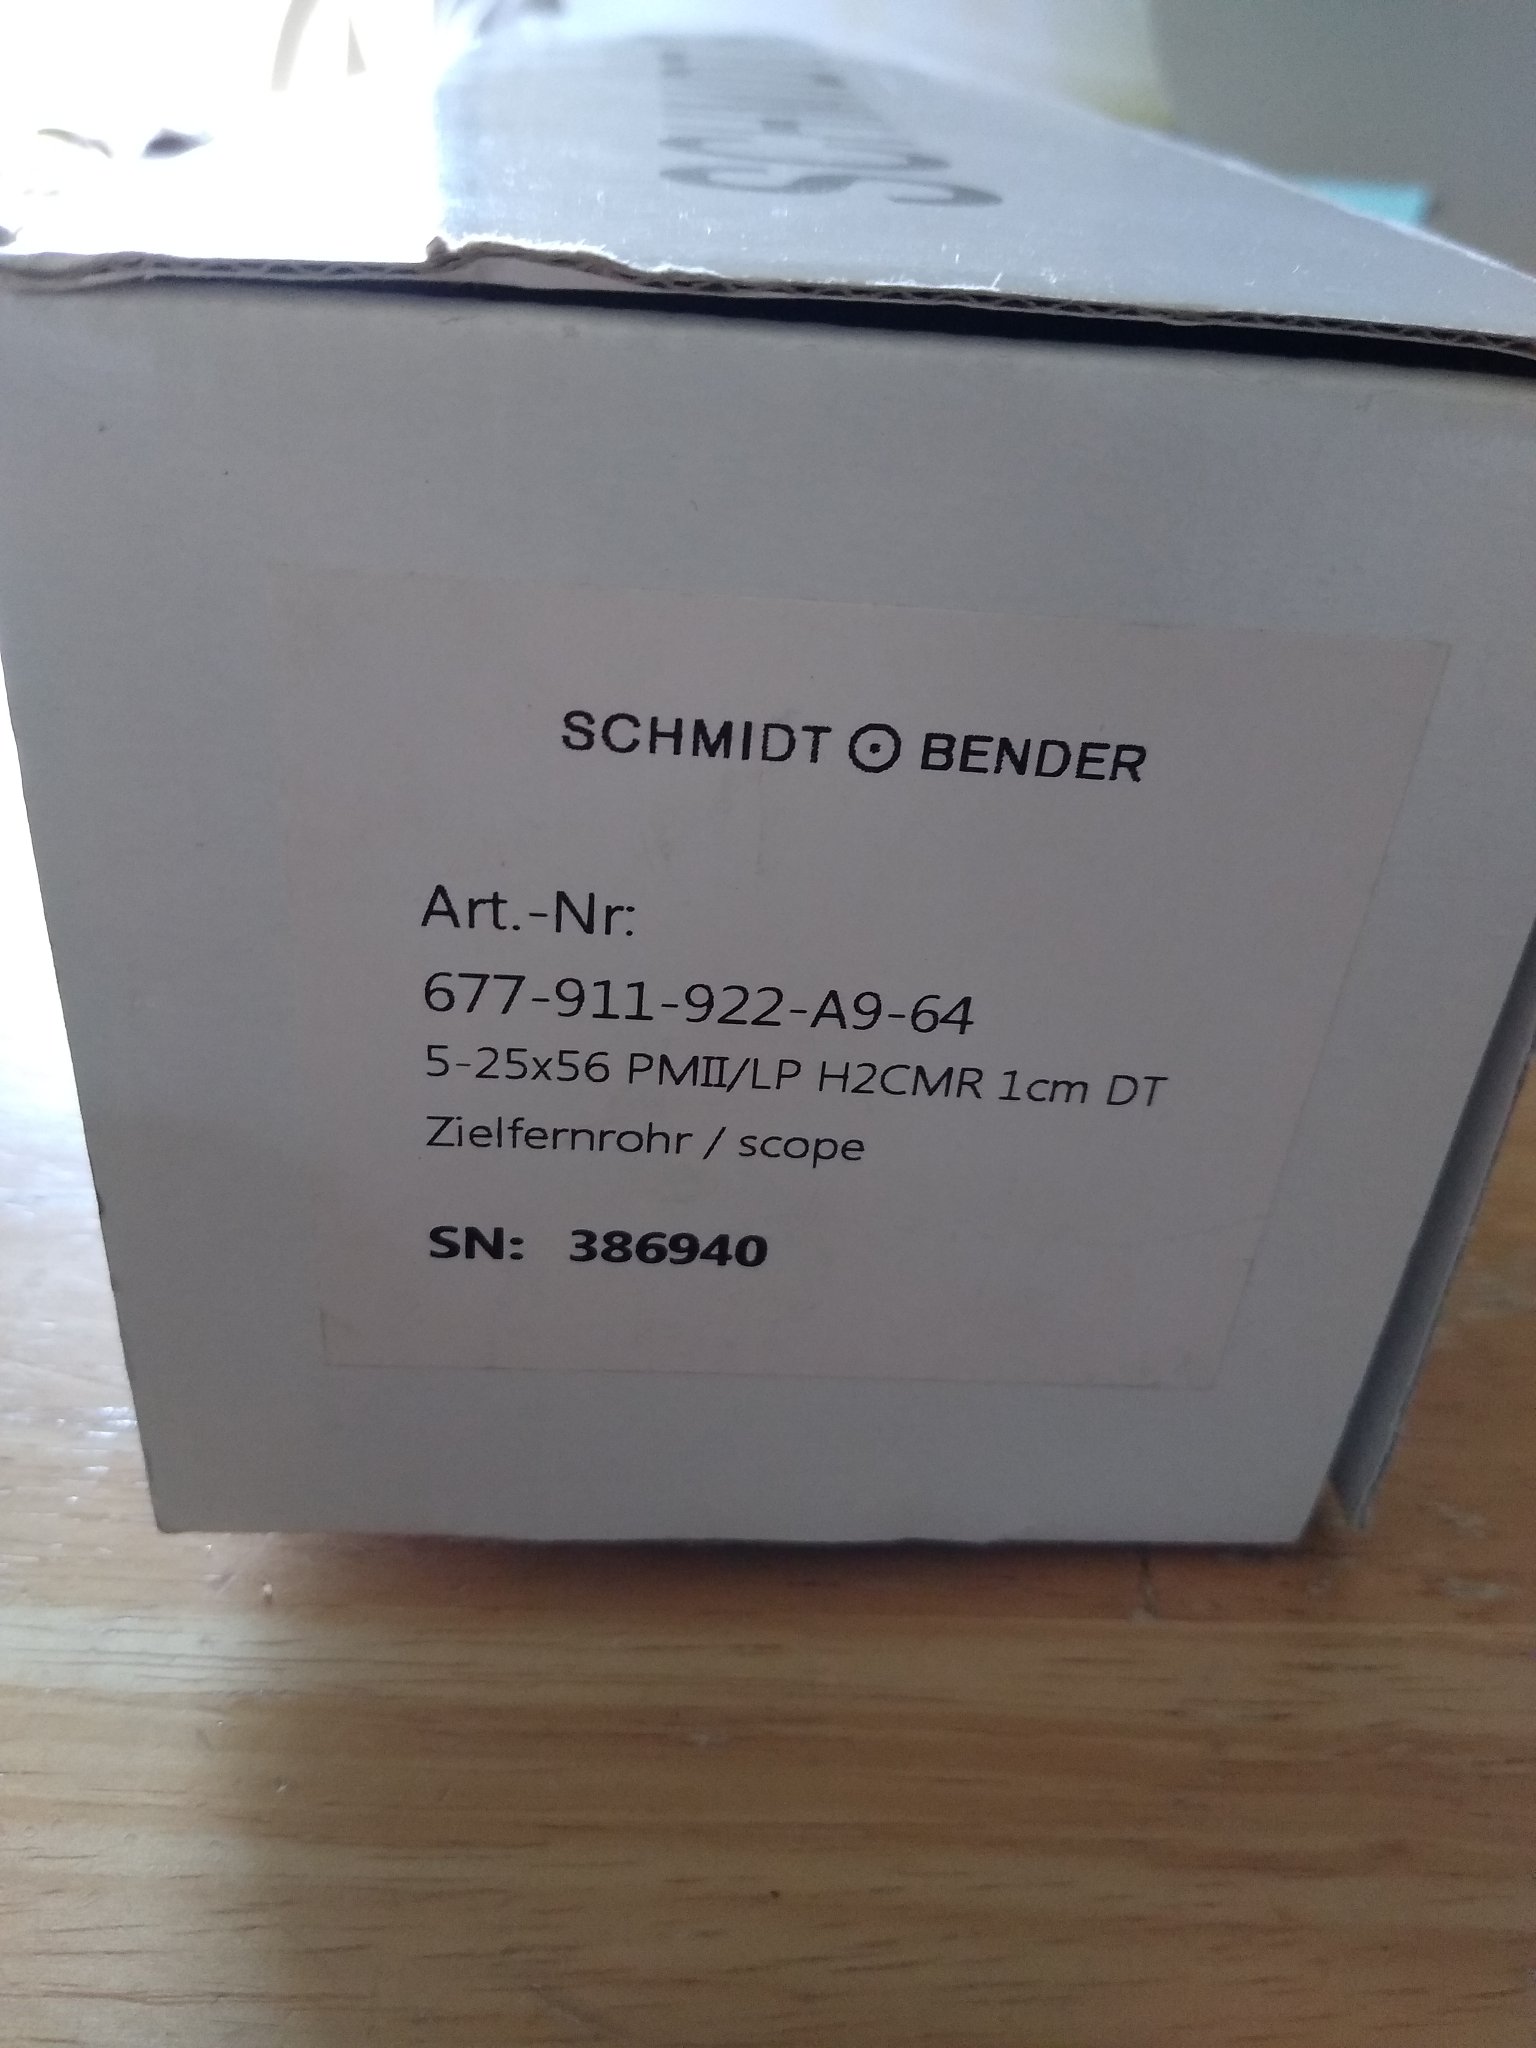 SCHMIDT BENDER
Art.-Nr:
677-911-922-A9-64
5-25x56 PMII/LP H2CMR 1cm DT
Zielfernrohr / scope
SN: 386940